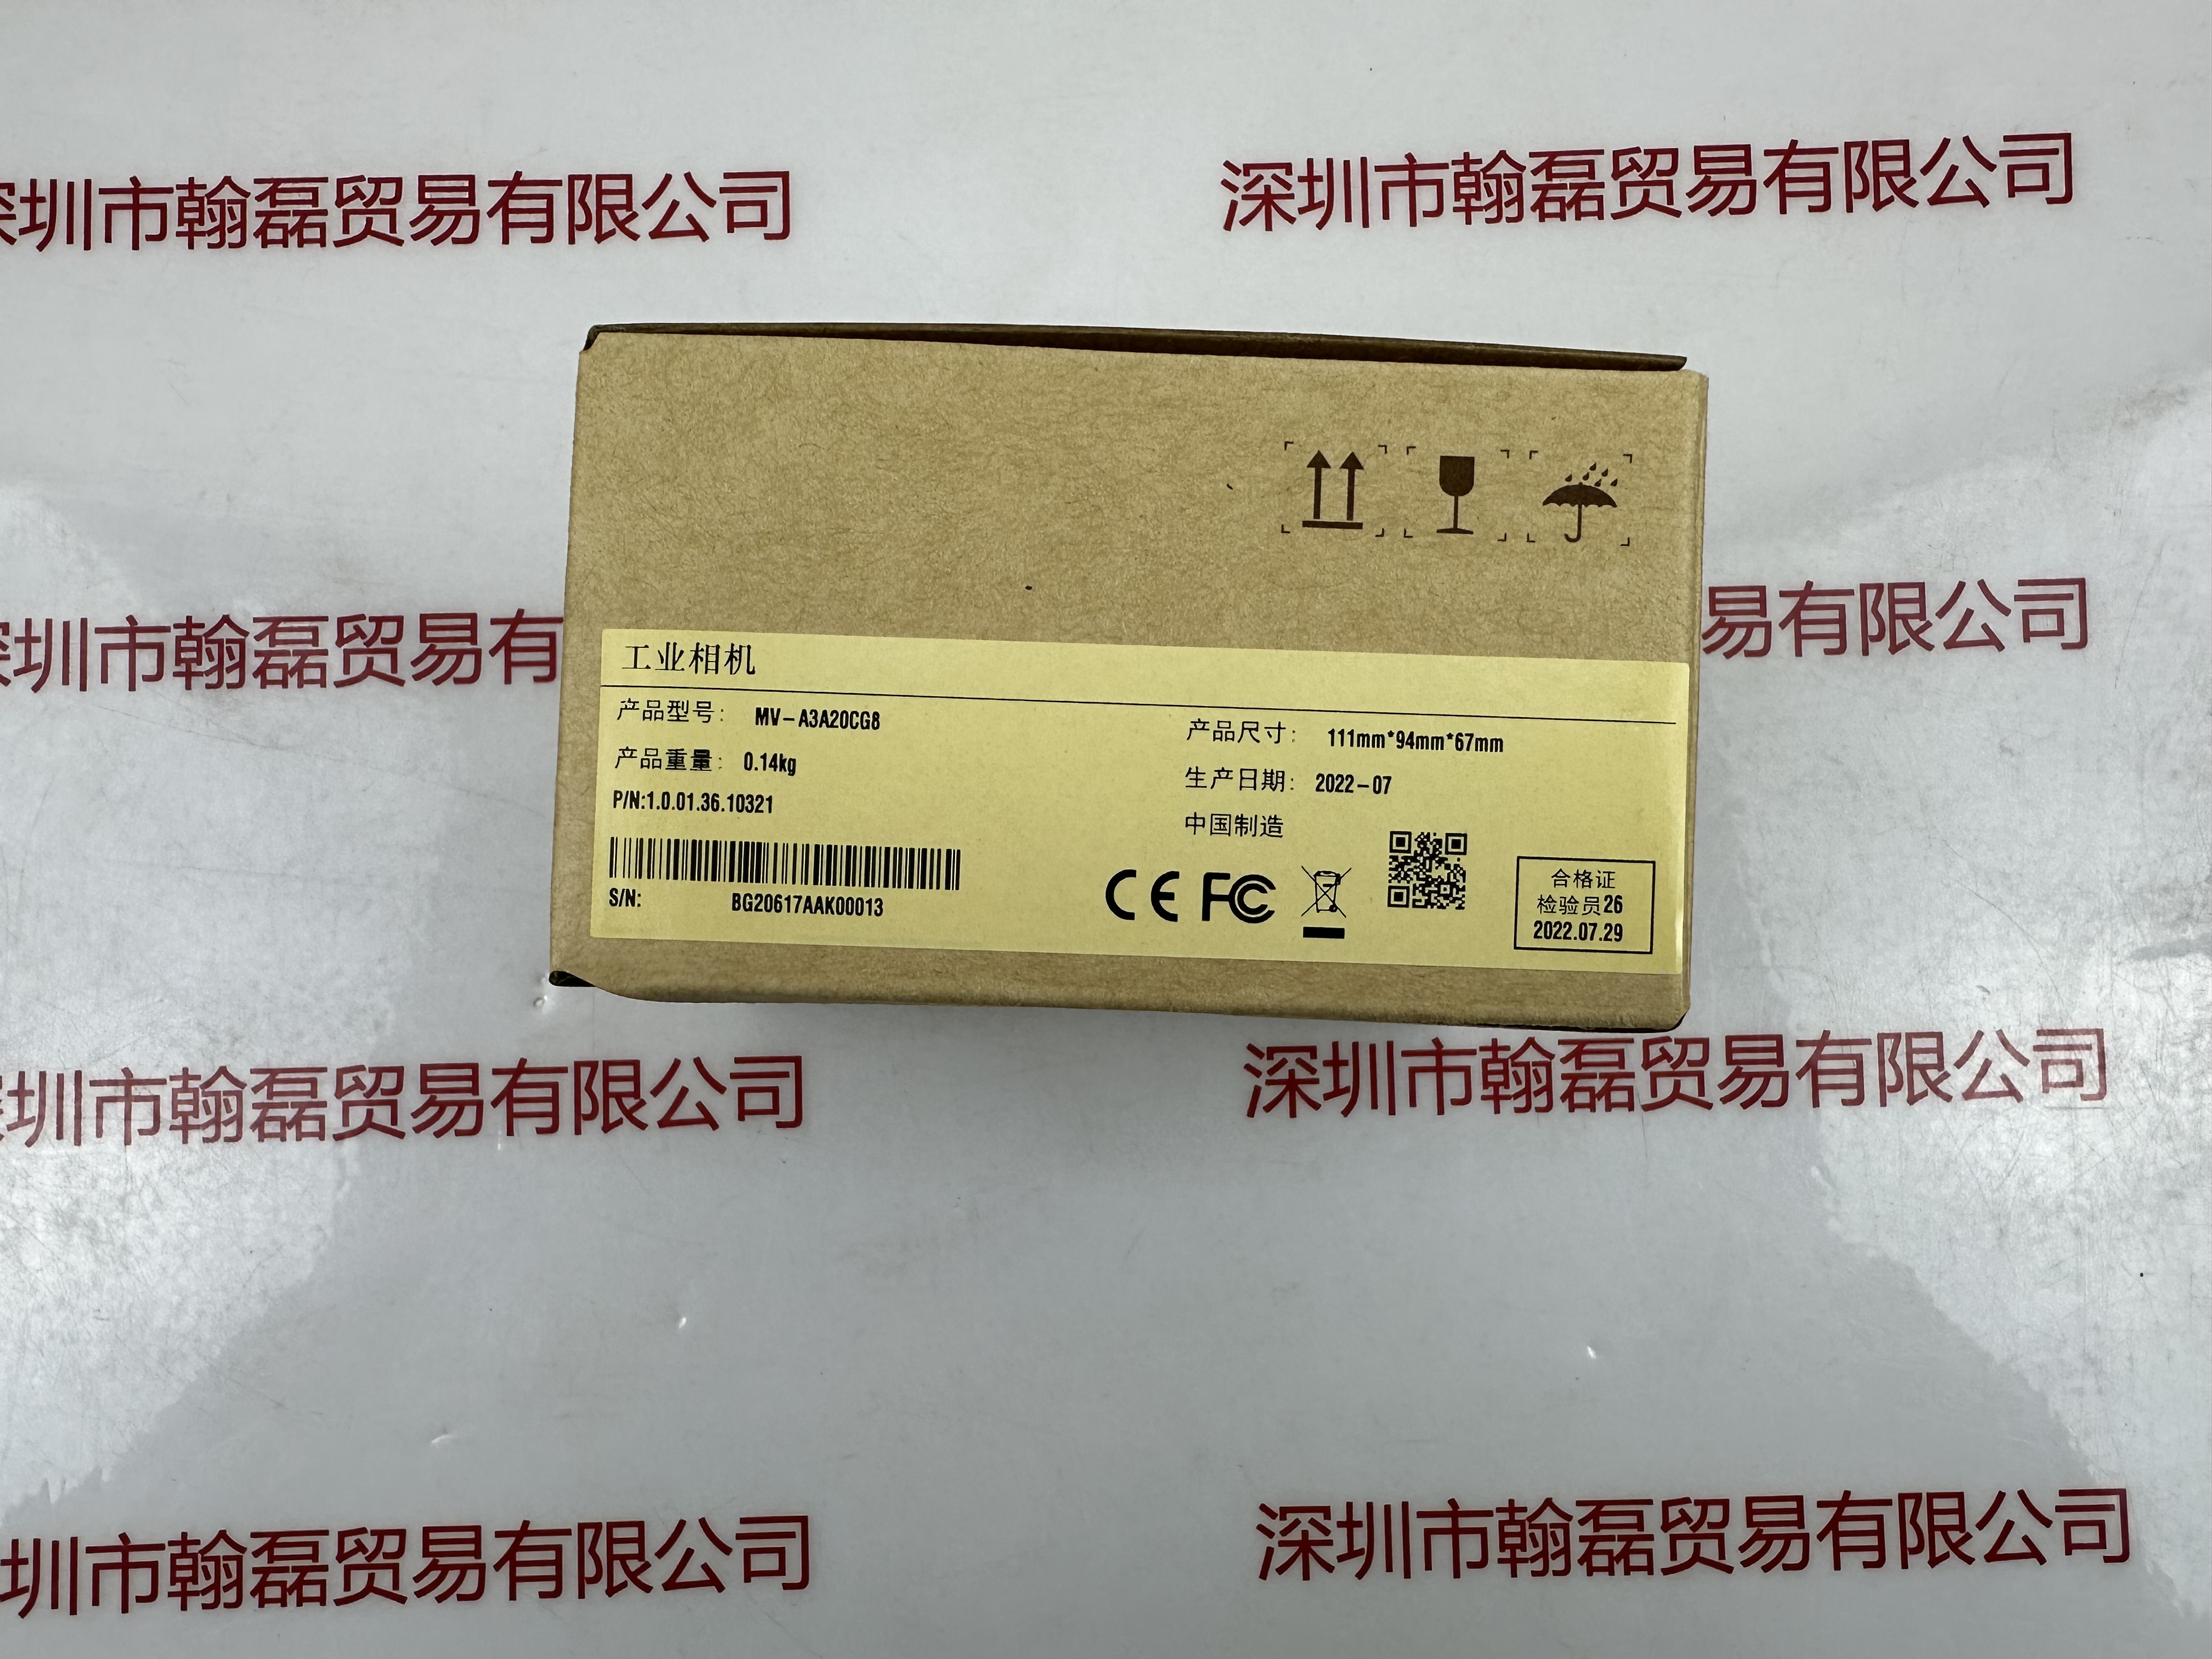 深圳市翰磊贸易有限公司
深圳市翰磊贸易有限公司
圳市翰磊贸易有
易有限公司
工业相机
产品型号: MV-A3A20CG8
产品重量: 0.14kg
P/N:1.0.01.36.10321
S/N: BG20617AAK00013
产品尺寸: 111mm*94mm*67mm
生产日期: 2022-07
中国制造
CE FC
合格证
检验员26
2022.07.29
深圳市翰磊贸易有限公司
深圳市翰磊贸易有限公司
圳市翰磊贸易有限公司
深圳市翰磊贸易有限公司